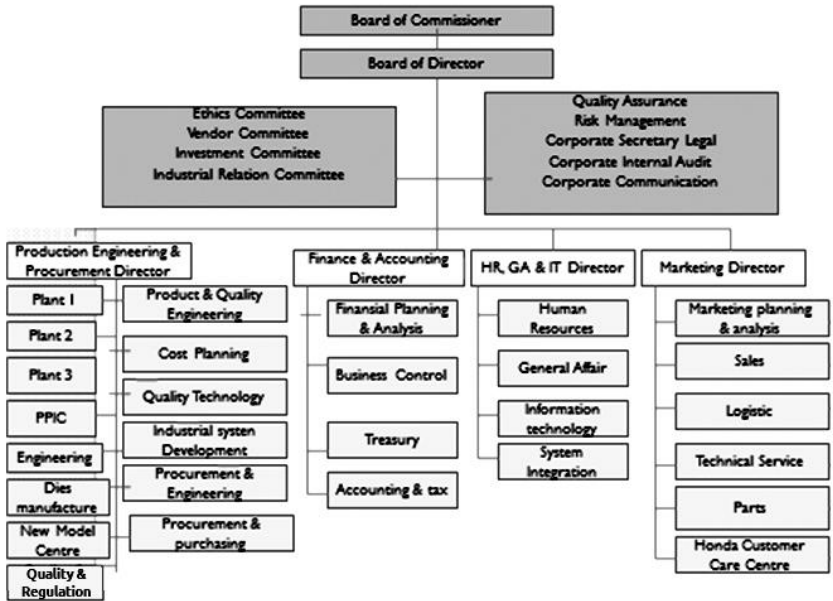 Board of Commissioner
Board of Director
Ethics Committee
Vendor Committee
Investment Committee
Industrial Relation Committee
Quality Assurance
Risk Management
Corporate Secretary Legal
Corporate Internal Audit
Corporate Communication
Production Engineering &
Procurement Director
Plant 1
Plant 2
Plant 3
PPIC
Engineering
Dies
manufacture
New Model
Centre
Quality &
Regulation
Product & Quality
Engineering
Cost Planning
Quality Technology
Industrial systen
Development
Procurement &
Engineering
Procurement &
purchasing
Finance & Accounting
Director
Finansial Planning
& Analysis
Business Control
Treasury
Accounting & tax
HR, GA & IT Director
Human
Resources
General Affair
Information
technology
System
Integration
Marketing Director
Marketing planning
& analysis
Sales
Logistic
Technical Service
Parts
Honda Customer
Care Centre